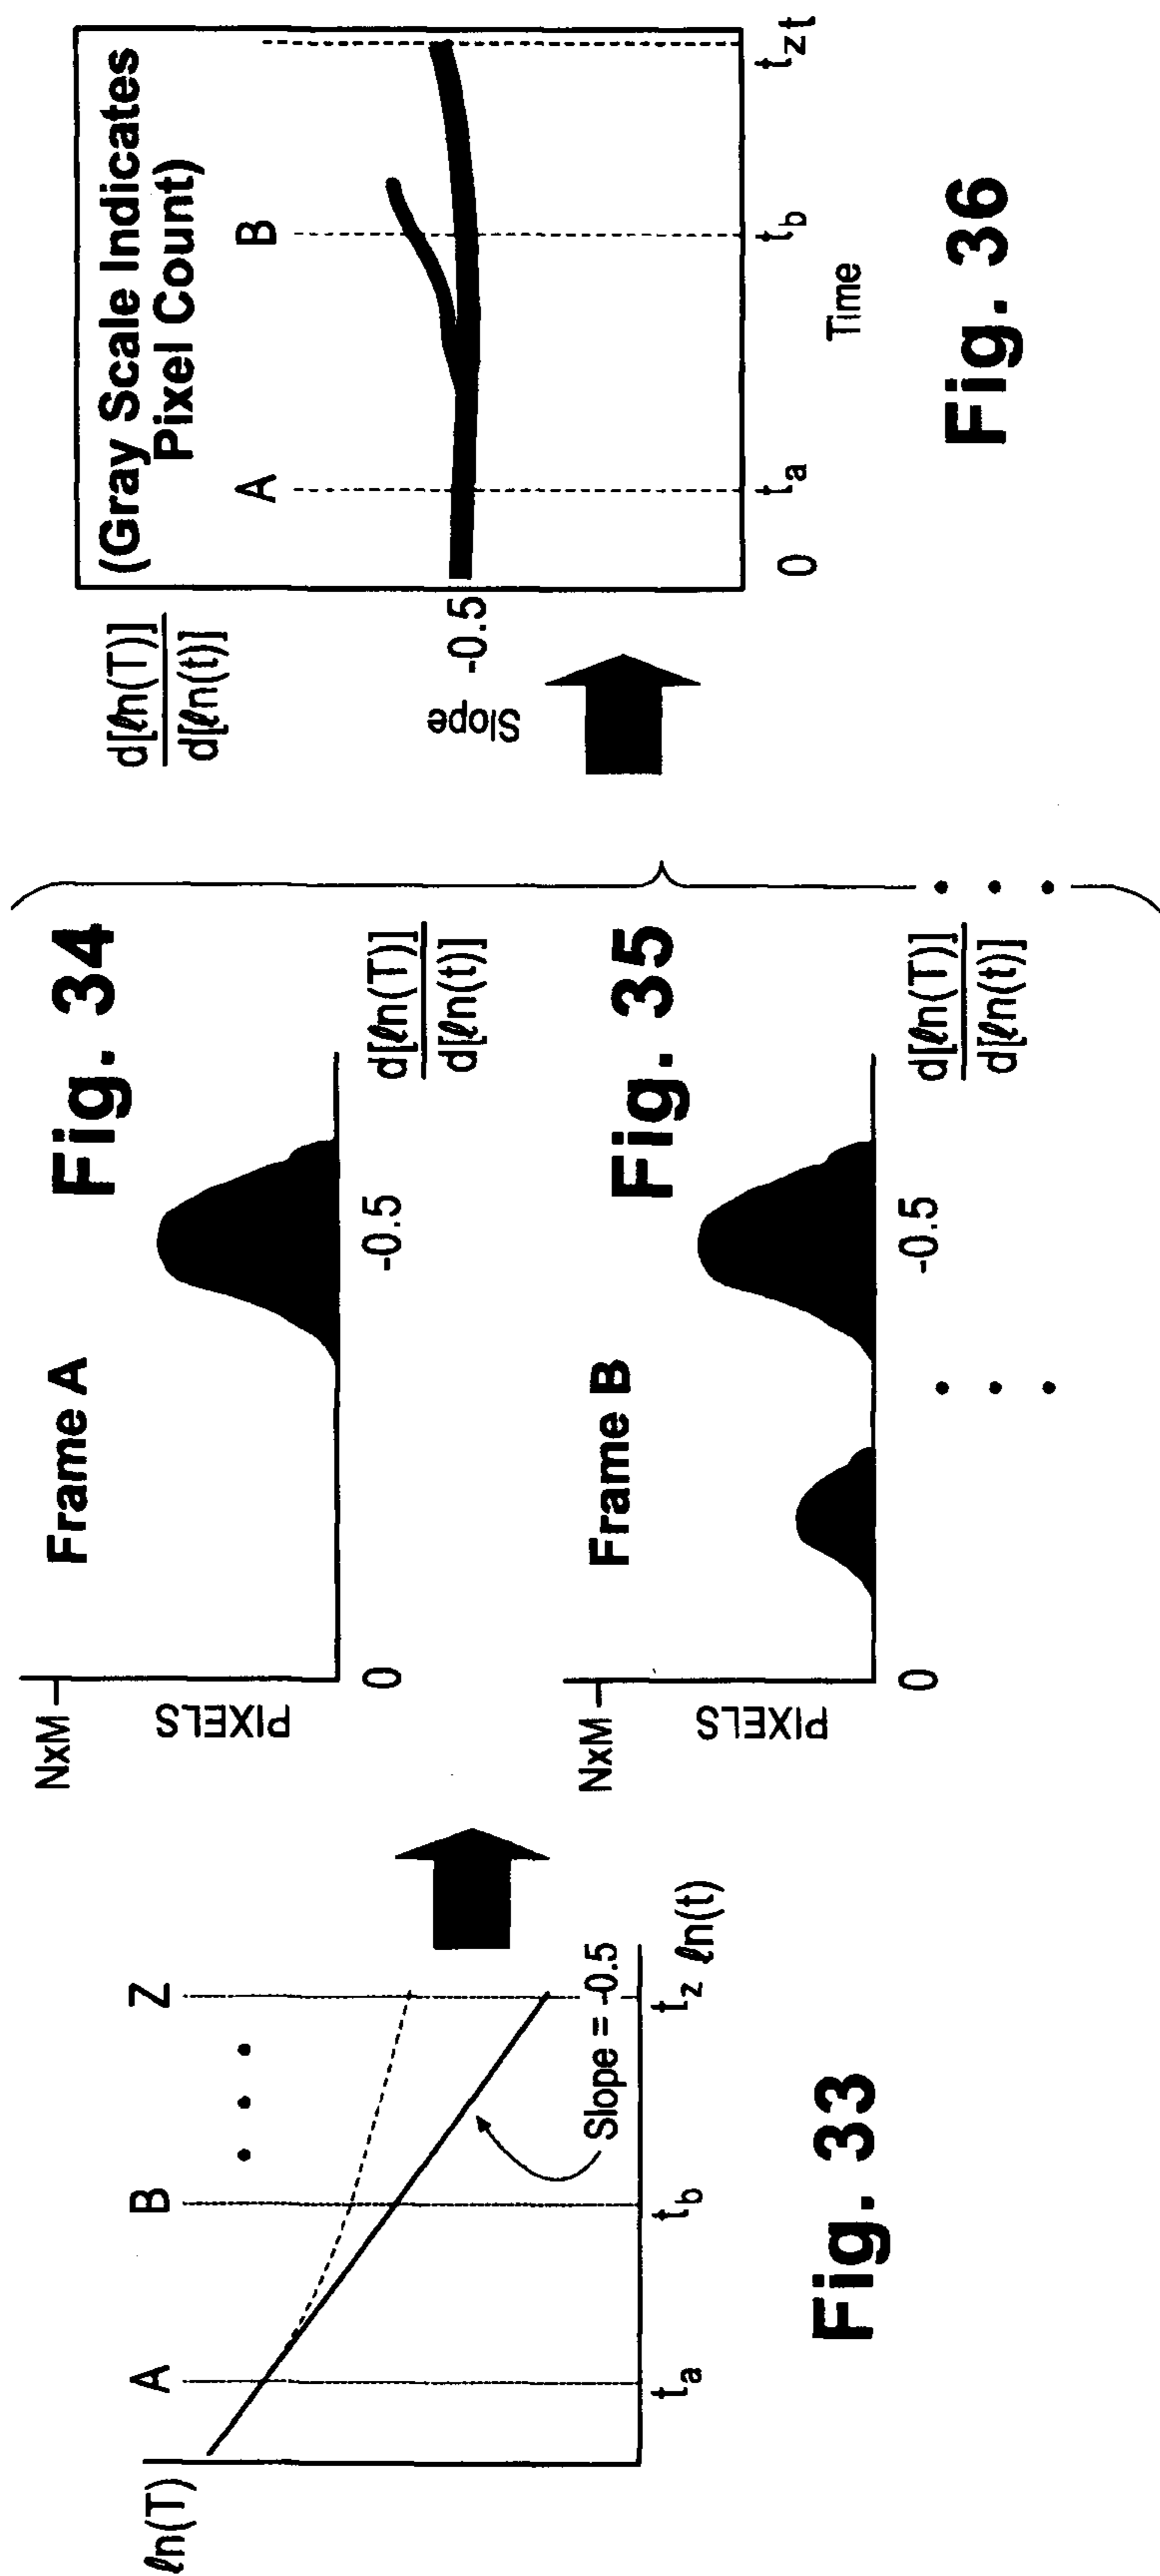 ln(T)
A
B
Z
Slope = -0.5
t_a
t_b
t_z
ln(t)
Fig. 33
NxM
PIXELS
Frame A
Fig. 34
0
-0.5
d[ln(T)]
d[ln(t)]
NxM
PIXELS
Frame B
Fig. 35
0
-0.5
d[ln(T)]
d[ln(t)]
d[ln(T)]
d[ln(t)]
Slope
-0.5
(Gray Scale Indicates
Pixel Count)
A
B
0
t_a
t_b
t_z
t
Time
Fig. 36